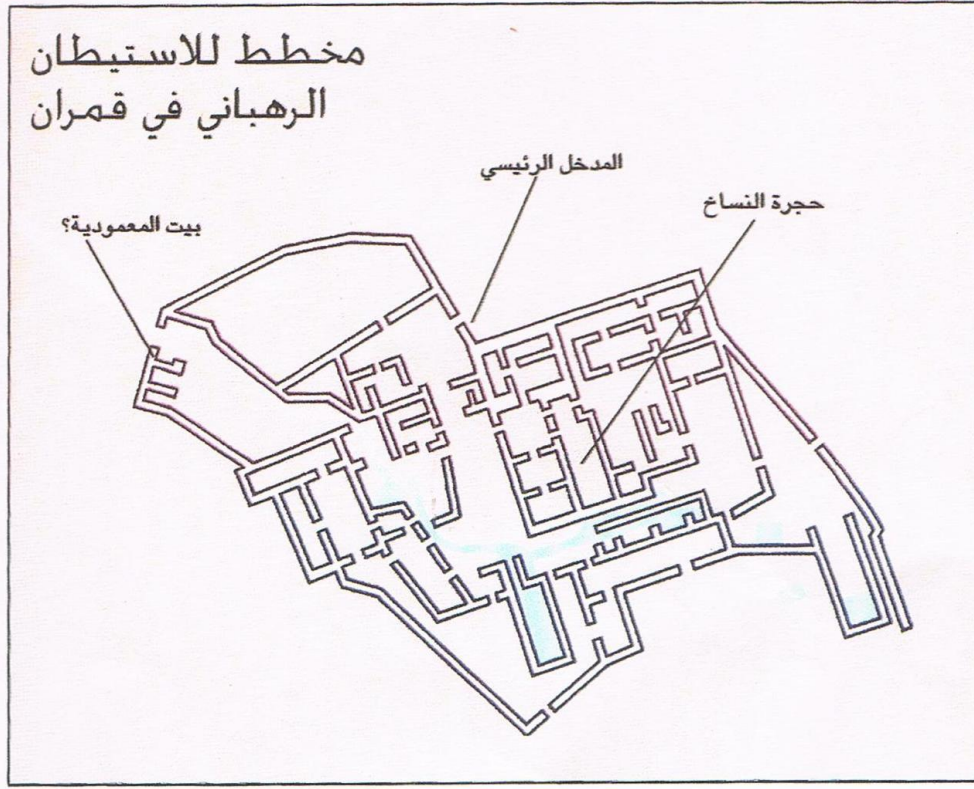 مخطط للاستيطان
الرهباني في قمران
المدخل الرئيسي
حجرة النساخ
بيت المعمودية؟